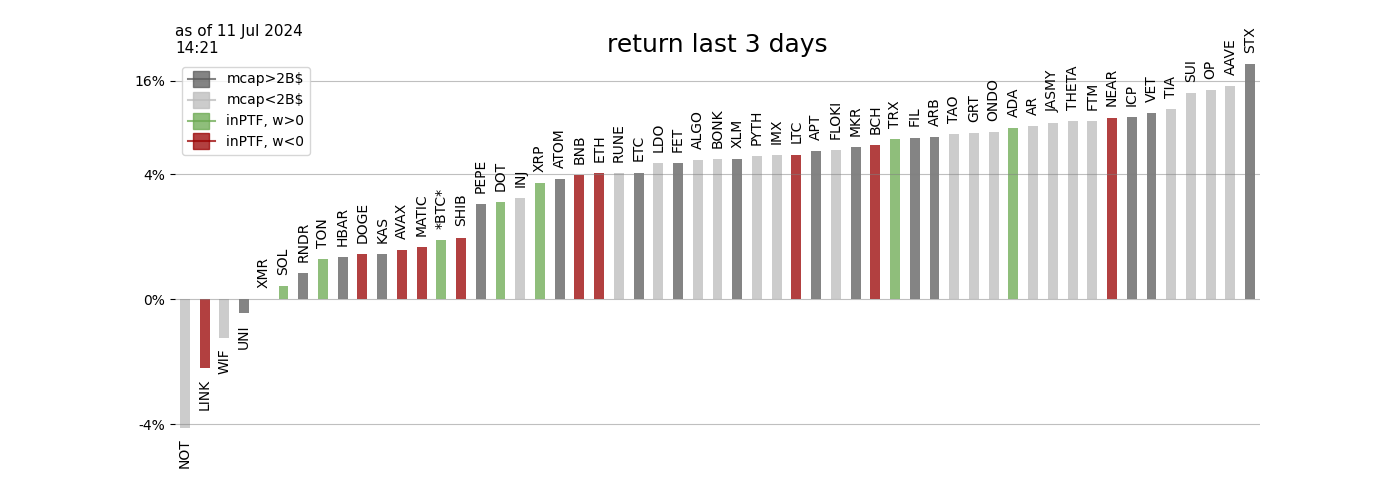 as of 11 Jul 2024
14:21
return last 3 days
mcap>2B$
mcap<2B$
inPTF, w>0
inPTF, w<0
16%
4%
0%
-4%
NOT
LINK
WIF
UNI
XMR
SOL
RNDR
TON
HBAR
DOGE
KAS
AVAX
MATIC
*BTC*
SHIB
PEPE
DOT
INJ
XRP
ATOM
BNB
ETH
RUNE
ETC
LDO
FET
ALGO
BONK
XLM
PYTH
IMX
LTC
APT
FLOKI
MKR
BCH
TRX
FIL
ARB
TAO
GRT
ONDO
ADA
AR
JASMY
THETA
FTM
NEAR
ICP
VET
TIA
SUI
OP
AAVE
STX